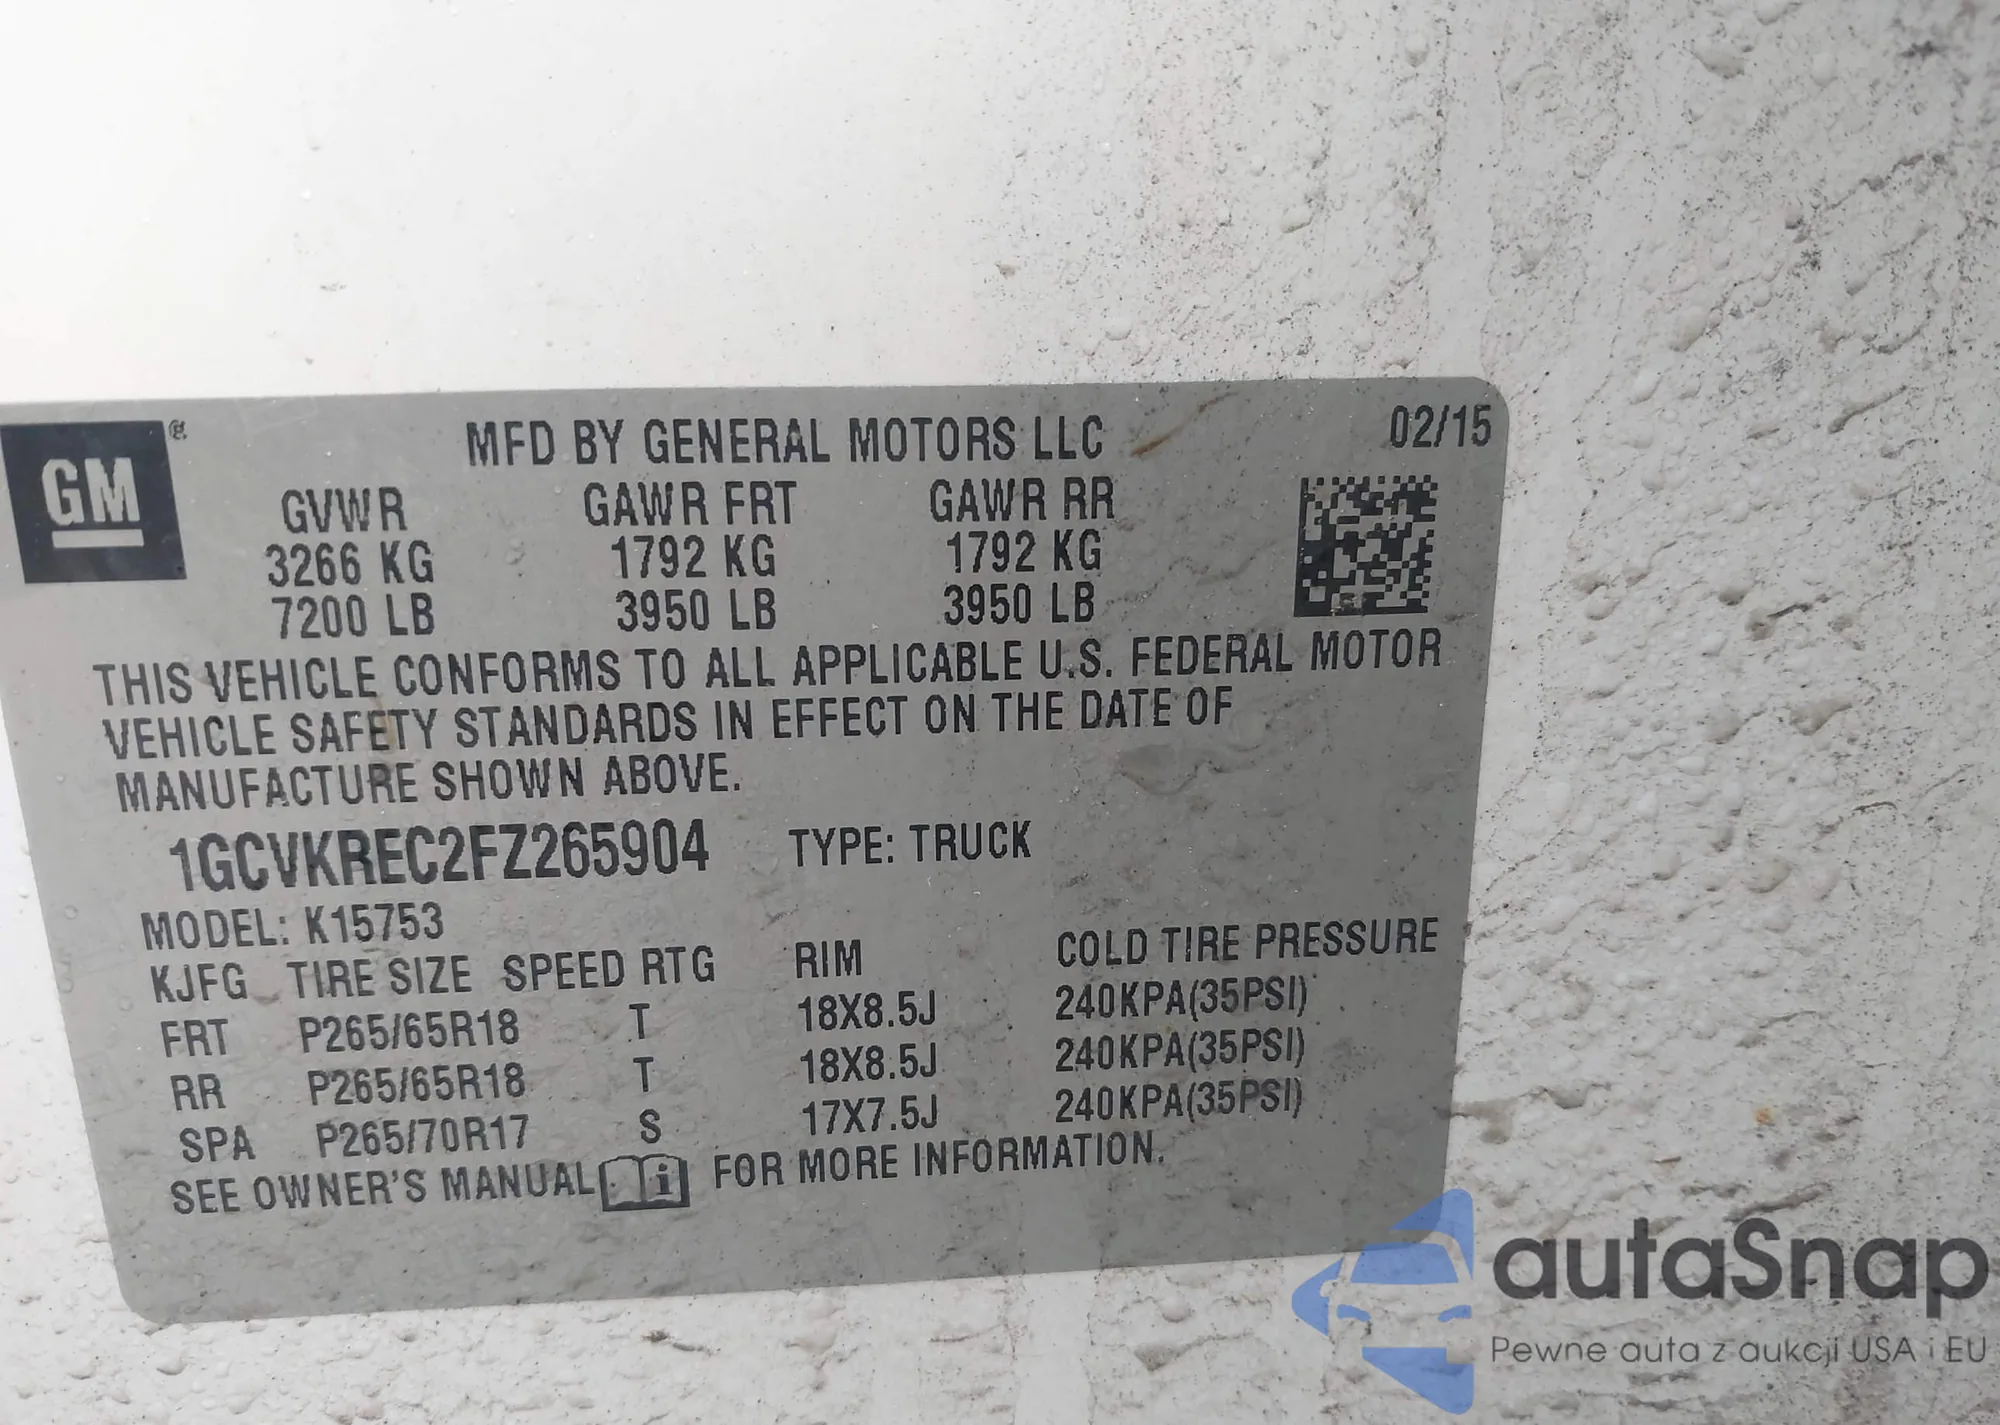 GM
®
MFD BY GENERAL MOTORS LLC 02/15
GVWR GAWR FRT GAWR RR
3266 KG 1792 KG 1792 KG
7200 LB 3950 LB 3950 LB
THIS VEHICLE CONFORMS TO ALL APPLICABLE U.S. FEDERAL MOTOR
VEHICLE SAFETY STANDARDS IN EFFECT ON THE DATE OF
MANUFACTURE SHOWN ABOVE.
1GCVKREC2FZ265904 TYPE: TRUCK
MODEL: K15753
KJFG TIRE SIZE SPEED RTG RIM COLD TIRE PRESSURE
FRT P265/65R18 T 18X8.5J 240KPA(35PSI)
RR P265/65R18 T 18X8.5J 240KPA(35PSI)
SPA P265/70R17 S 17X7.5J 240KPA(35PSI)
SEE OWNER'S MANUAL i FOR MORE INFORMATION.
autaSnap
Pewne auta z aukcji USA i EU